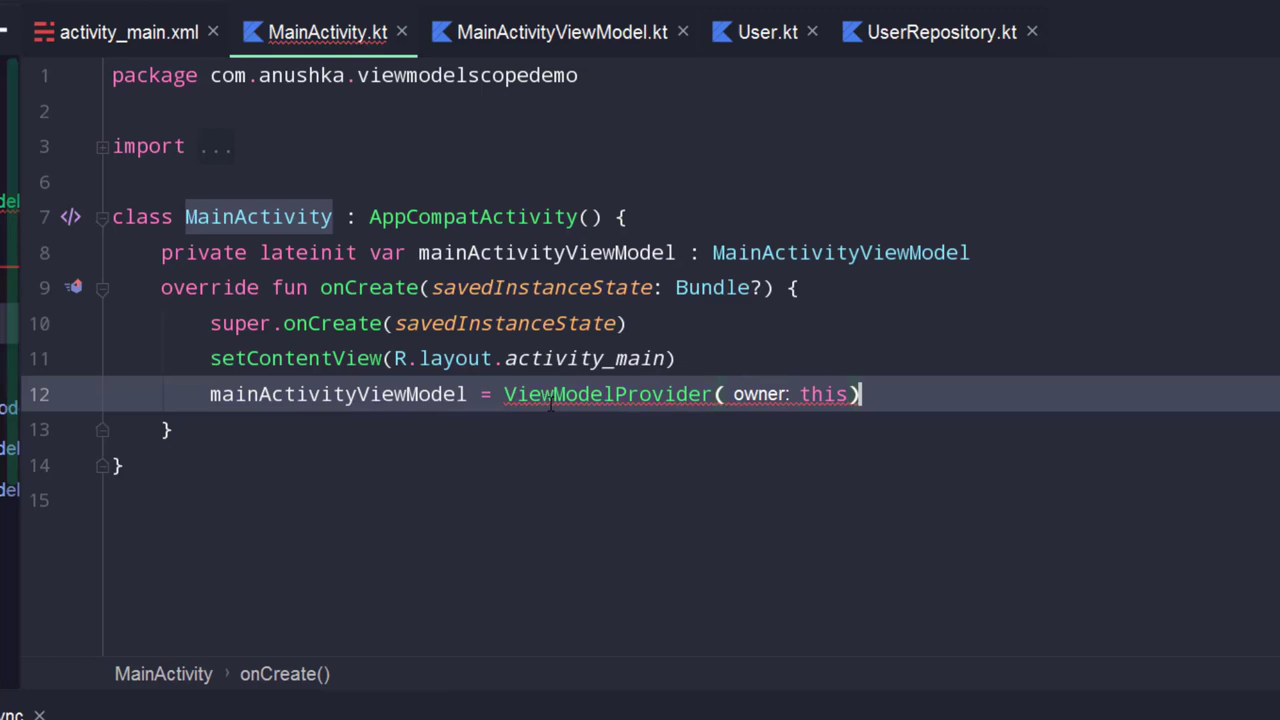 activity_main.xml MainActivity.kt MainActivityViewModel.kt User.kt UserRepository.kt
1 package com.anushka.viewmodelscopedemo
2
3 import ...
6
7 class MainActivity : AppCompatActivity() {
8 private lateinit var mainActivityViewModel : MainActivityViewModel
9 override fun onCreate(savedInstanceState: Bundle?) {
10 super.onCreate(savedInstanceState)
11 setContentView(R.layout.activity_main)
12 mainActivityViewModel = ViewModelProvider( owner: this)
13 }
14 }
15
MainActivity › onCreate()